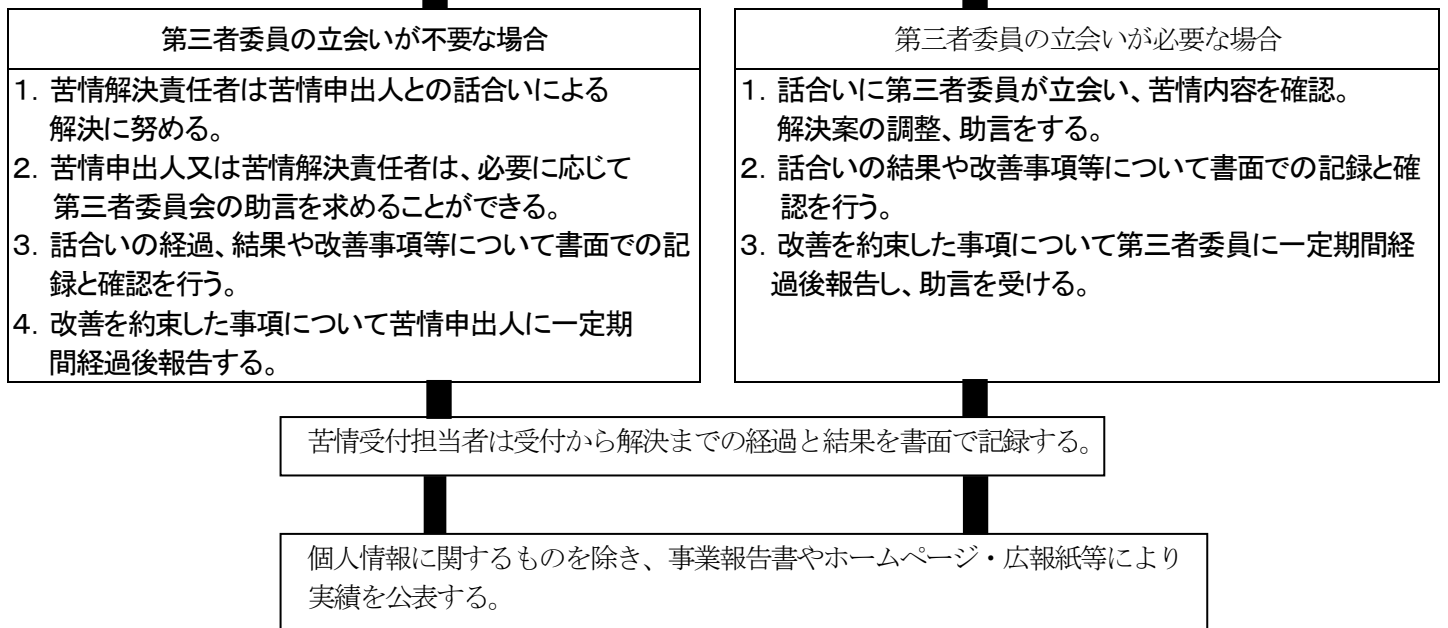 第三者委員の立会いが不要な場合
1. 苦情解決責任者は苦情申出人との話合いによる
解決に努める。
2. 苦情申出人又は苦情解決責任者は、必要に応じて
第三者委員会の助言を求めることができる。
3. 話合いの経過、結果や改善事項等について書面での記
録と確認を行う。
4. 改善を約束した事項について苦情申出人に一定期
間経過後報告する。
第三者委員の立会いが必要な場合
1. 話合いに第三者委員が立会い、苦情内容を確認。
解決案の調整、助言をする。
2. 話合いの結果や改善事項等について書面での記録と確
認を行う。
3. 改善を約束した事項について第三者委員に一定期間経
過後報告し、助言を受ける。
苦情受付担当者は受付から解決までの経過と結果を書面で記録する。
個人情報に関するものを除き、事業報告書やホームページ・広報紙等により
実績を公表する。